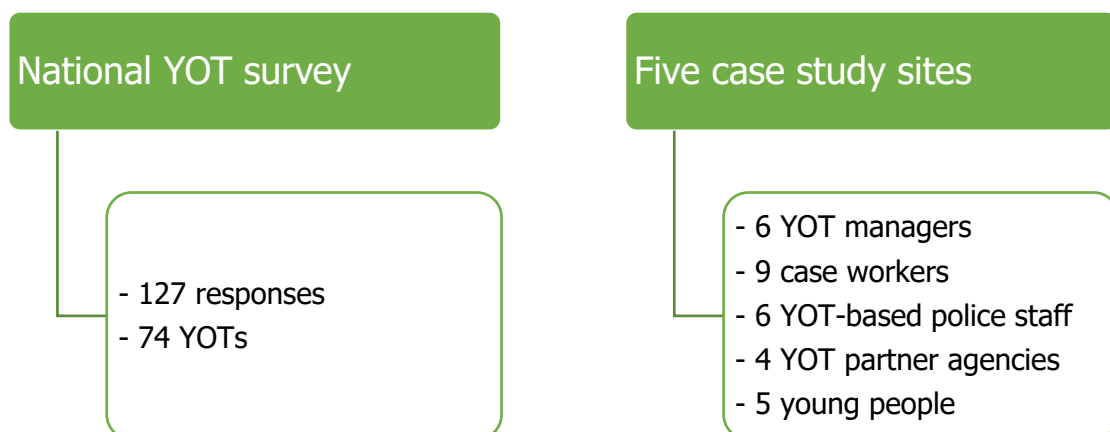 National YOT survey
- 127 responses
- 74 YOTs
Five case study sites
- 6 YOT managers
- 9 case workers
- 6 YOT-based police staff
- 4 YOT partner agencies
- 5 young people